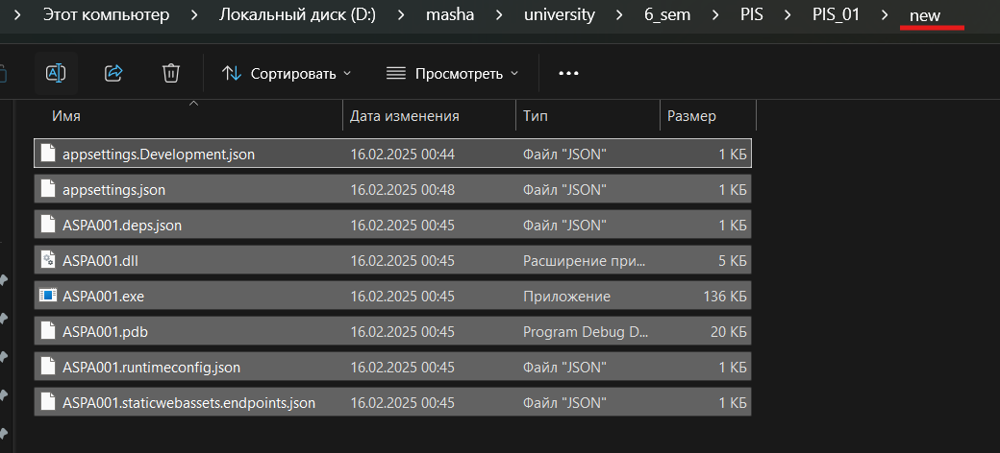 Этот компьютер > Локальный диск (D:) > masha > university > 6_sem > PIS > PIS_01 > new
Сортировать Просмотреть •••
Имя Дата изменения Тип Размер
appsettings.Development.json 16.02.2025 00:44 Файл "JSON" 1 КБ
appsettings.json 16.02.2025 00:48 Файл "JSON" 1 КБ
ASPA001.deps.json 16.02.2025 00:45 Файл "JSON" 1 КБ
ASPA001.dll 16.02.2025 00:45 Расширение при... 5 КБ
ASPA001.exe 16.02.2025 00:45 Приложение 136 КБ
ASPA001.pdb 16.02.2025 00:45 Program Debug D... 20 КБ
ASPA001.runtimeconfig.json 16.02.2025 00:45 Файл "JSON" 1 КБ
ASPA001.staticwebassets.endpoints.json 16.02.2025 00:45 Файл "JSON" 1 КБ